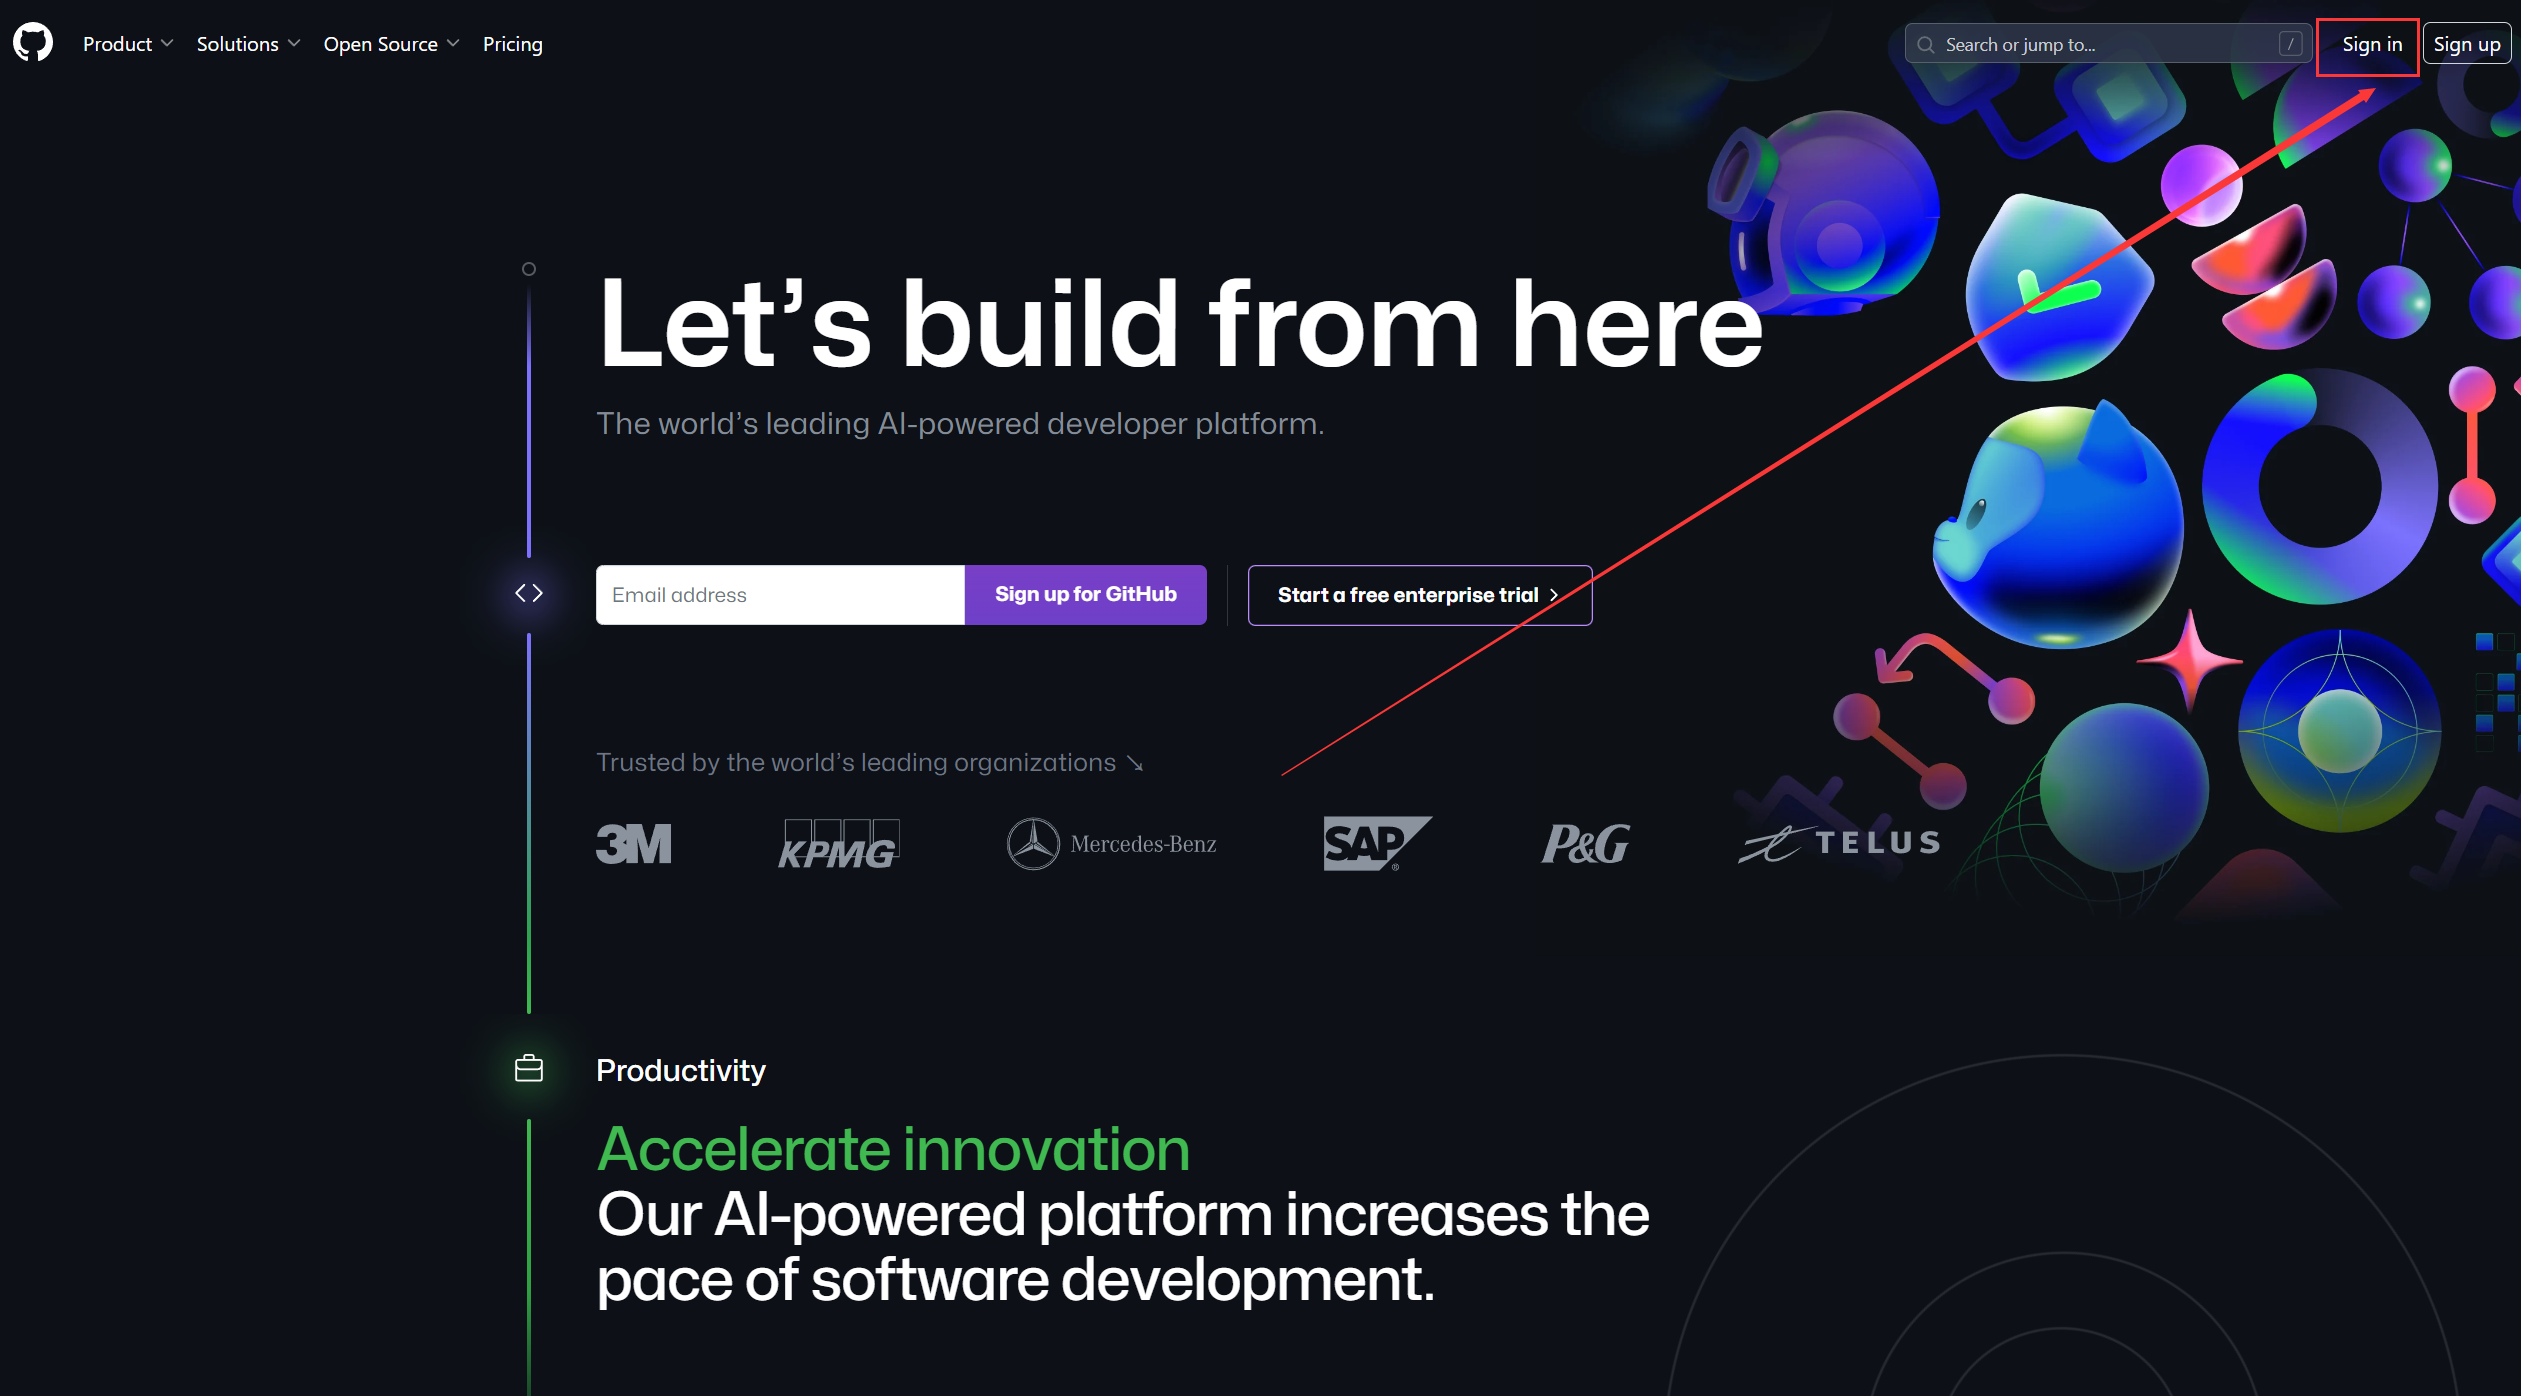 Product
Solutions
Open Source
Pricing
Search or jump to...
/
Sign in
Sign up
Let’s build from here
The world’s leading AI-powered developer platform.
Email address
Sign up for GitHub
Start a free enterprise trial
Trusted by the world’s leading organizations ↘
3M
KPMG
Mercedes-Benz
SAP®
P&G
TELUS
Productivity
Accelerate innovation
Our AI-powered platform increases the
pace of software development.